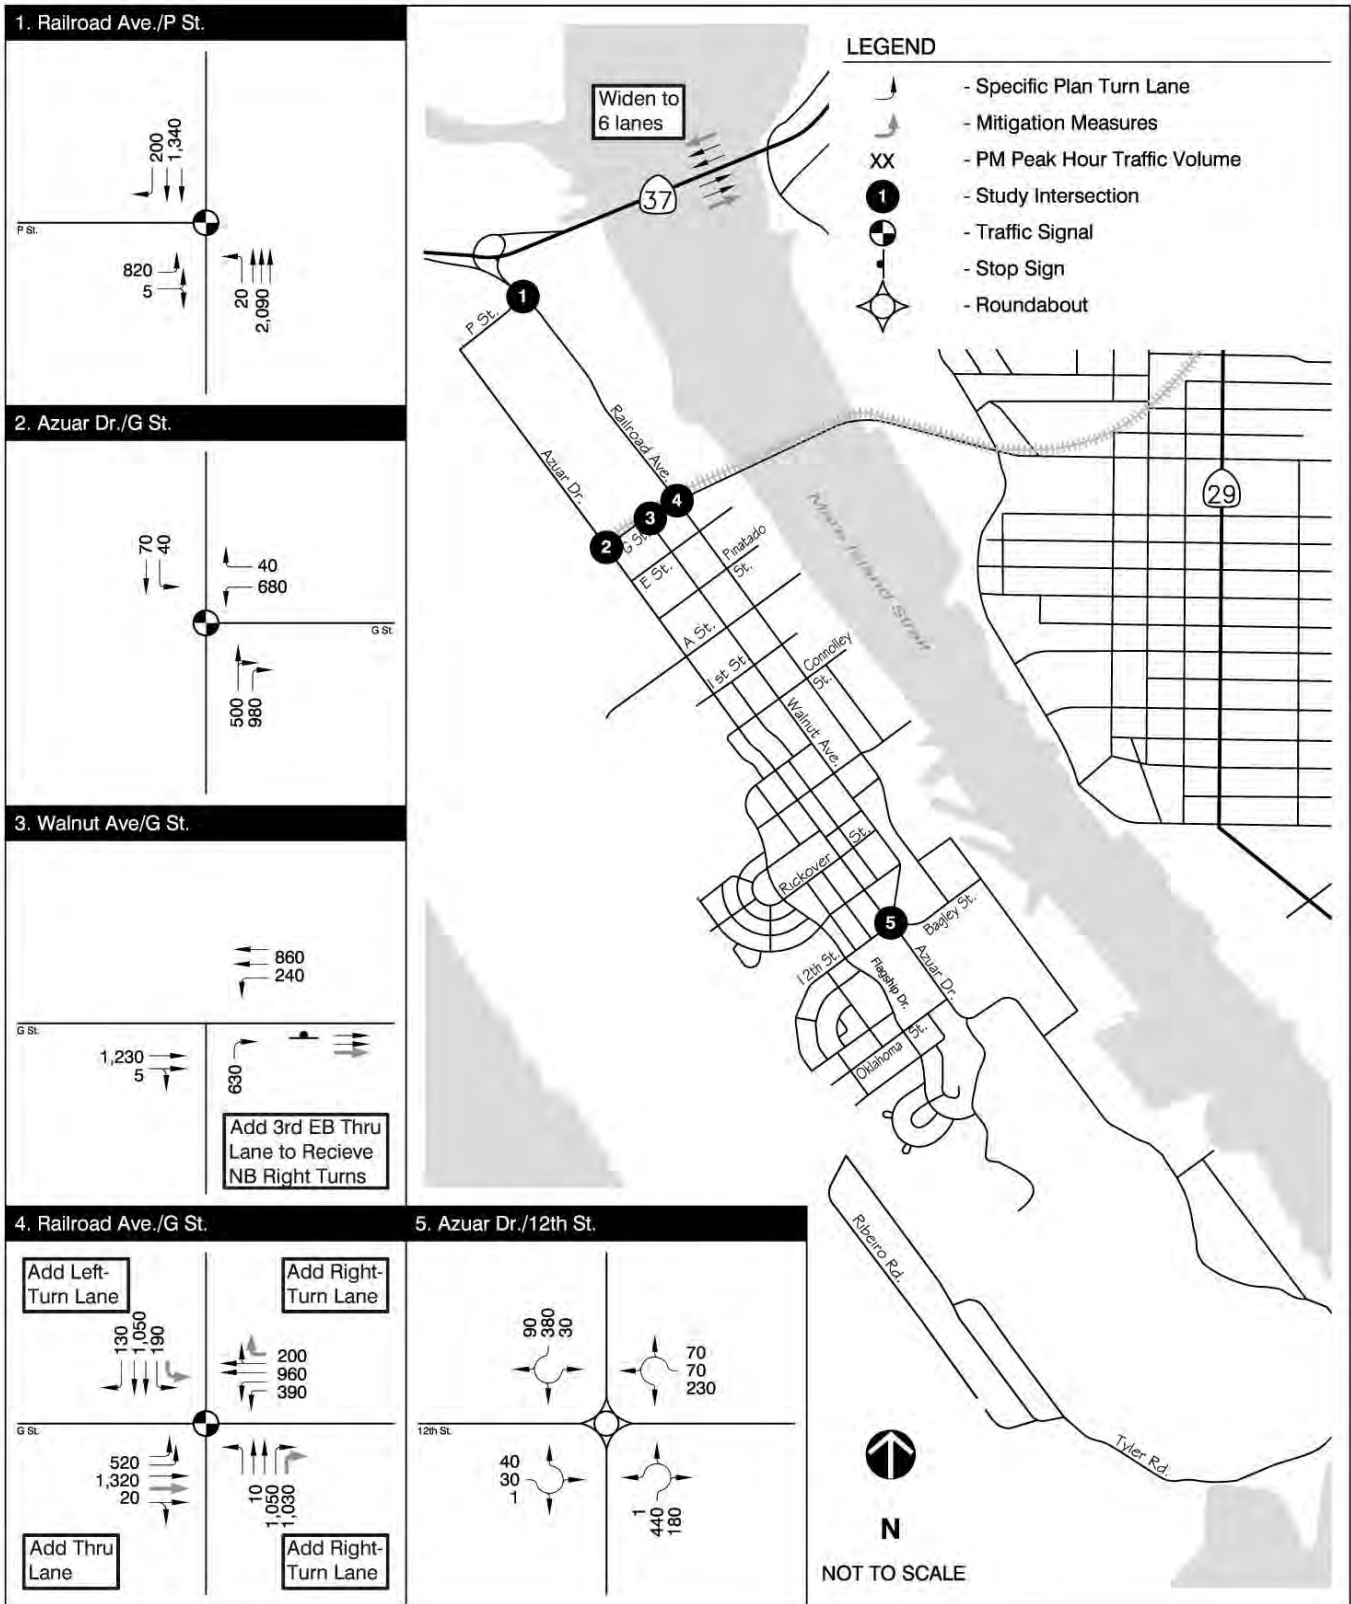 1. Railroad Ave./P St.
200
1,340
P St.
820
5
20
2,090
2. Azuar Dr./G St.
70
40
40
680
G St.
500
980
3. Walnut Ave/G St.
860
240
G St.
1,230
5
630
Add 3rd EB Thru
Lane to Recieve
NB Right Turns
4. Railroad Ave./G St.
Add Left-
Turn Lane
Add Right-
Turn Lane
130
1,050
190
200
960
390
G St.
520
1,320
20
10
1,050
1,030
Add Thru
Lane
Add Right-
Turn Lane
5. Azuar Dr./12th St.
90
380
30
70
70
230
12th St.
40
30
1
1
440
180
LEGEND
- Specific Plan Turn Lane
- Mitigation Measures
XX - PM Peak Hour Traffic Volume
1 - Study Intersection
- Traffic Signal
- Stop Sign
- Roundabout
Widen to
6 lanes
37
1
P St.
Railroad Ave.
Azuar Dr.
4
3
2
G St.
E St.
Pinatado
St.
Mare Island Strait
29
A St.
1st St.
Connolley
St.
Walnut Ave.
Rickover St.
5
Bagley St.
12th St.
Flagship Dr.
Azuar Dr.
Oklahoma St.
Ribeiro Rd.
Tyler Rd.
N
NOT TO SCALE